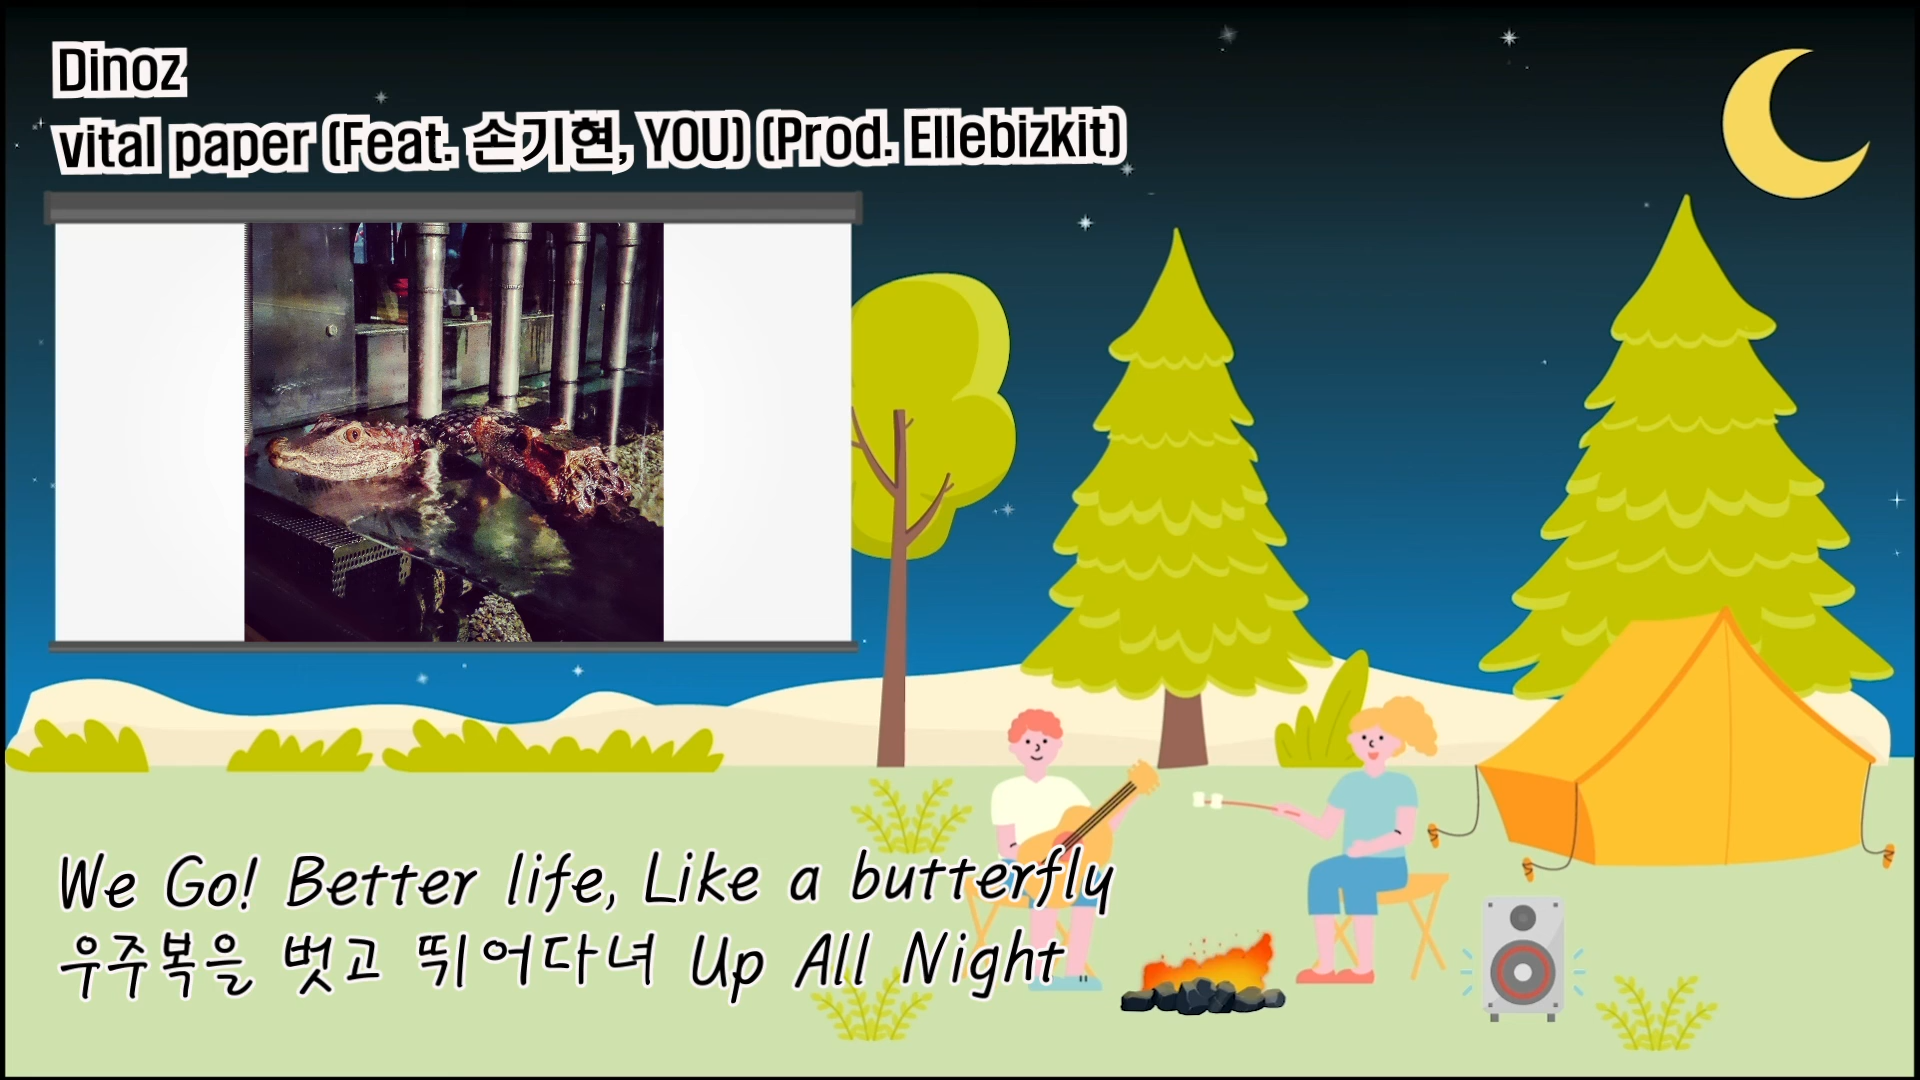 Dinoz
vital paper (Feat. 손기현, YOU) (Prod. Ellebizkit)
We Go! Better life, Like a butterfly
우주복을 벗고 뛰어다녀 Up All Night